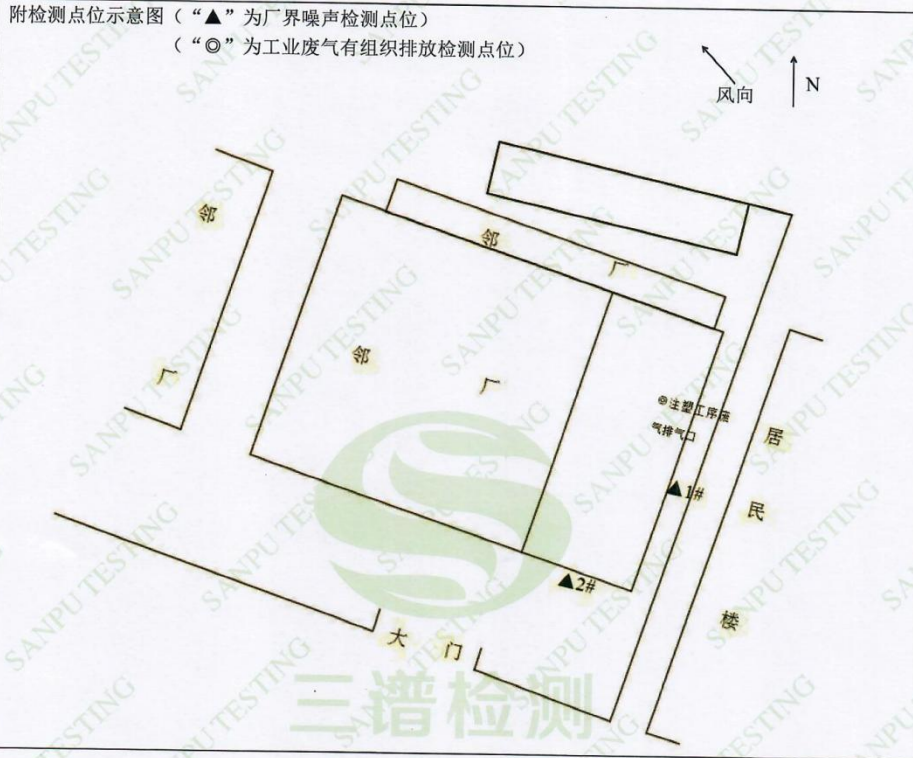 附检测点位示意图（“▲”为厂界噪声检测点位）
（“◎”为工业废气有组织排放检测点位）
N
风向
邻
邻
厂
邻
厂
厂
◎注塑工序废
气排气口
居
▲1#
民
▲2#
楼
大 门
三谱检测
SANPU TESTING